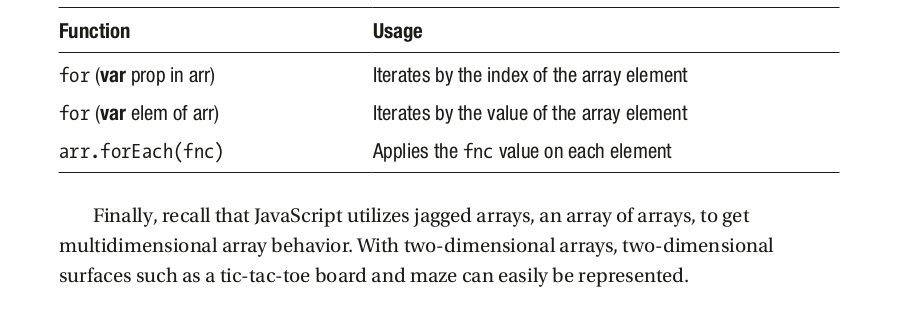 Function Usage
for (var prop in arr) Iterates by the index of the array element
for (var elem of arr) Iterates by the value of the array element
arr.forEach(fnc) Applies the fnc value on each element
Finally, recall that JavaScript utilizes jagged arrays, an array of arrays, to get
multidimensional array behavior. With two-dimensional arrays, two-dimensional
surfaces such as a tic-tac-toe board and maze can easily be represented.